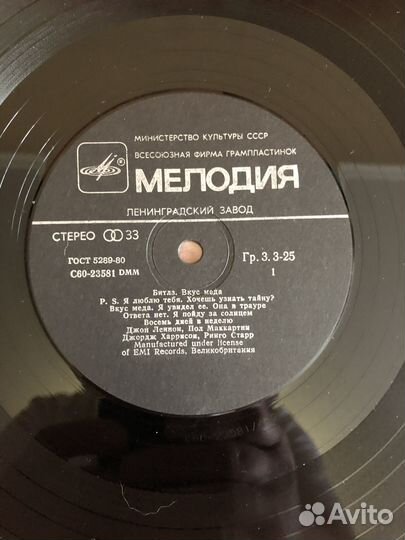 МИНИСТЕРСТВО КУЛЬТУРЫ СССР
ВСЕСОЮЗНАЯ ФИРМА ГРАМПЛАСТИНОК
МЕЛОДИЯ
ЛЕНИНГРАДСКИЙ ЗАВОД
СТЕРЕО 33
ГОСТ 5289-80
Гр. 3. 3-25
С60-23581 DMM
1
Битлз. Вкус меда
P. S. Я люблю тебя. Хочешь узнать тайну?
Вкус меда. Я увидел ее. Она в трауре
Ответа нет. Я пойду за солнцем
Восемь дней в неделю
Джон Леннон, Пол Маккартни
Джордж Харрисон, Ринго Старр
Manufactured under license
of EMI Records, Великобритания
Avito